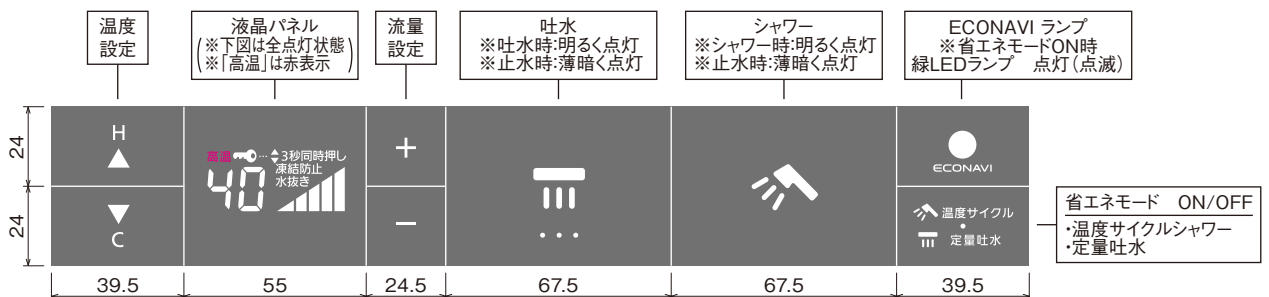 温度
設定
液晶パネル
(※下図は全点灯状態
※「高温」は赤表示)
流量
設定
吐水
※吐水時:明るく点灯
※止水時:薄暗く点灯
シャワー
※シャワー時:明るく点灯
※止水時:薄暗く点灯
ECONAVI ランプ
※省エネモードON時
緑LEDランプ 点灯(点滅)
24
24
H
C
高温 … 3秒同時押し
凍結防止
水抜き
40
+
−
ECONAVI
温度サイクル
・
定量吐水
省エネモード ON/OFF
・温度サイクルシャワー
・定量吐水
39.5
55
24.5
67.5
67.5
39.5